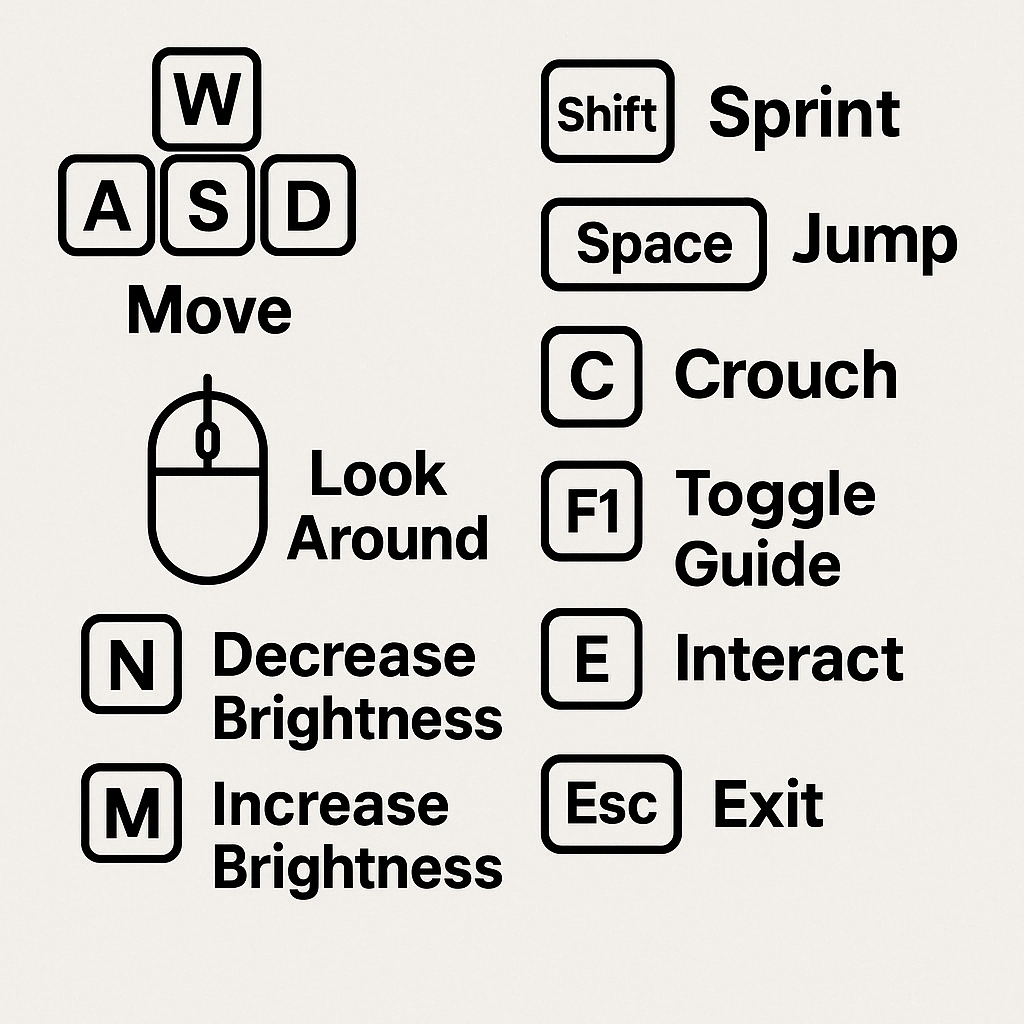 W
A S D
Move
Look
Around
N Decrease
Brightness
M Increase
Brightness
Shift Sprint
Space Jump
C Crouch
F1 Toggle
Guide
E Interact
Esc Exit